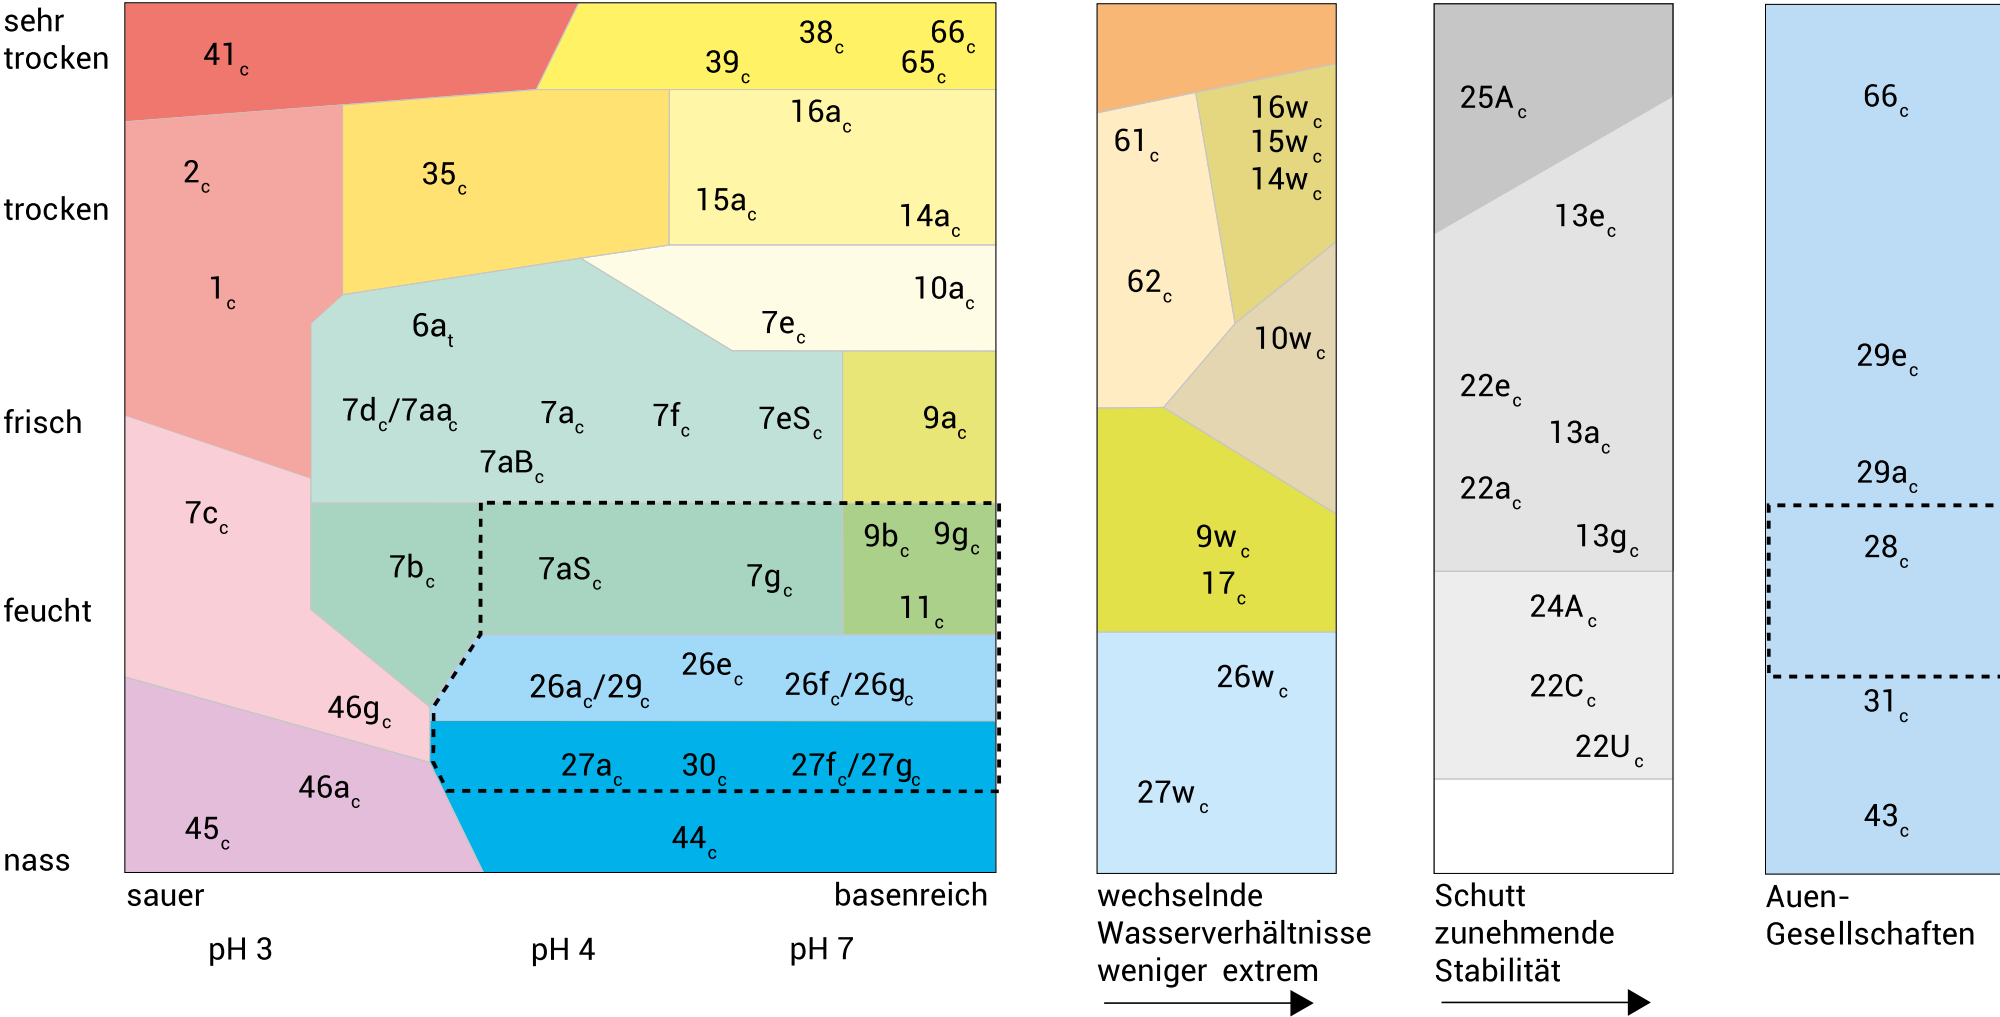 sehr
trocken
trocken
frisch
feucht
nass
41c
38c
66c
39c
65c
2c
35c
16ac
15ac
14ac
1c
10ac
7ec
6at
7dc/7aac
7ac
7fc
7eSc
9ac
7aBc
7cc
7bc
7aSc
7gc
9bc
9gc
11c
46gc
26ac/29c
26ec
26fc/26gc
27ac
30c
27fc/27gc
46ac
45c
44c
sauer
basenreich
pH 3
pH 4
pH 7
61c
16wc
15wc
14wc
62c
10wc
9wc
17c
26wc
27wc
wechselnde
Wasserverhältnisse
weniger extrem
25Ac
13ec
22ec
13ac
22ac
13gc
24Ac
22Cc
22Uc
Schutt
zunehmende
Stabilität
66c
29ec
29ac
28c
31c
43c
Auen-
Gesellschaften